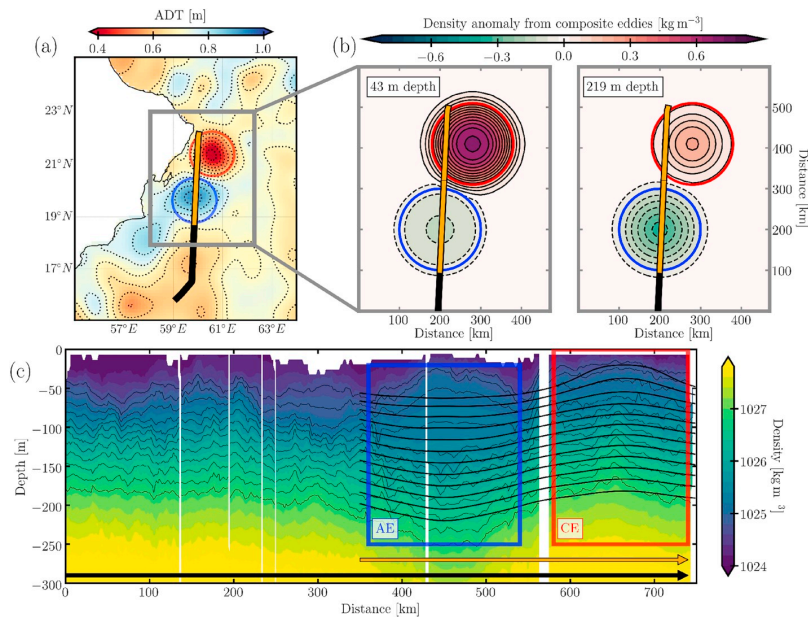 ADT [m]
0.4 0.6 0.8 1.0
Density anomaly from composite eddies [kg m⁻³]
−0.6 −0.3 0.0 0.3 0.6
(a)
(b)
43 m depth
219 m depth
23°N
21°N
19°N
17°N
57°E 59°E 61°E 63°E
500
400
300
200
100
Distance [km]
100 200 300 400
Distance [km]
100 200 300 400
Distance [km]
(c)
0
−50
−100
−150
−200
−250
−300
Depth [m]
AE
CE
0 100 200 300 400 500 600 700
Distance [km]
1027
1026
1025
1024
Density [kg m⁻³]